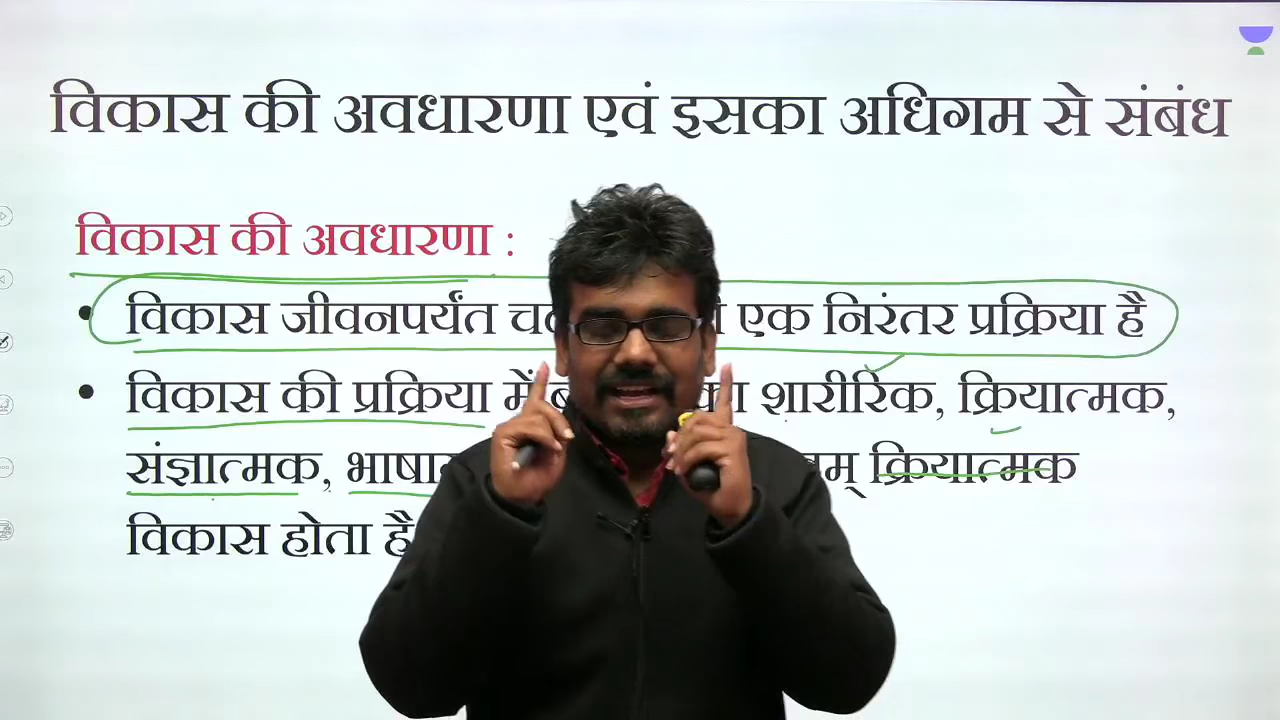 विकास की अवधारणा एवं इसका अधिगम से संबंध
विकास की अवधारणा :
• विकास जीवनपर्यंत एक निरंतर प्रक्रिया है
• विकास की प्रक्रिया में का शारीरिक, क्रियात्मक,
संज्ञात्मक, क्रियात्मक
विकास होता है